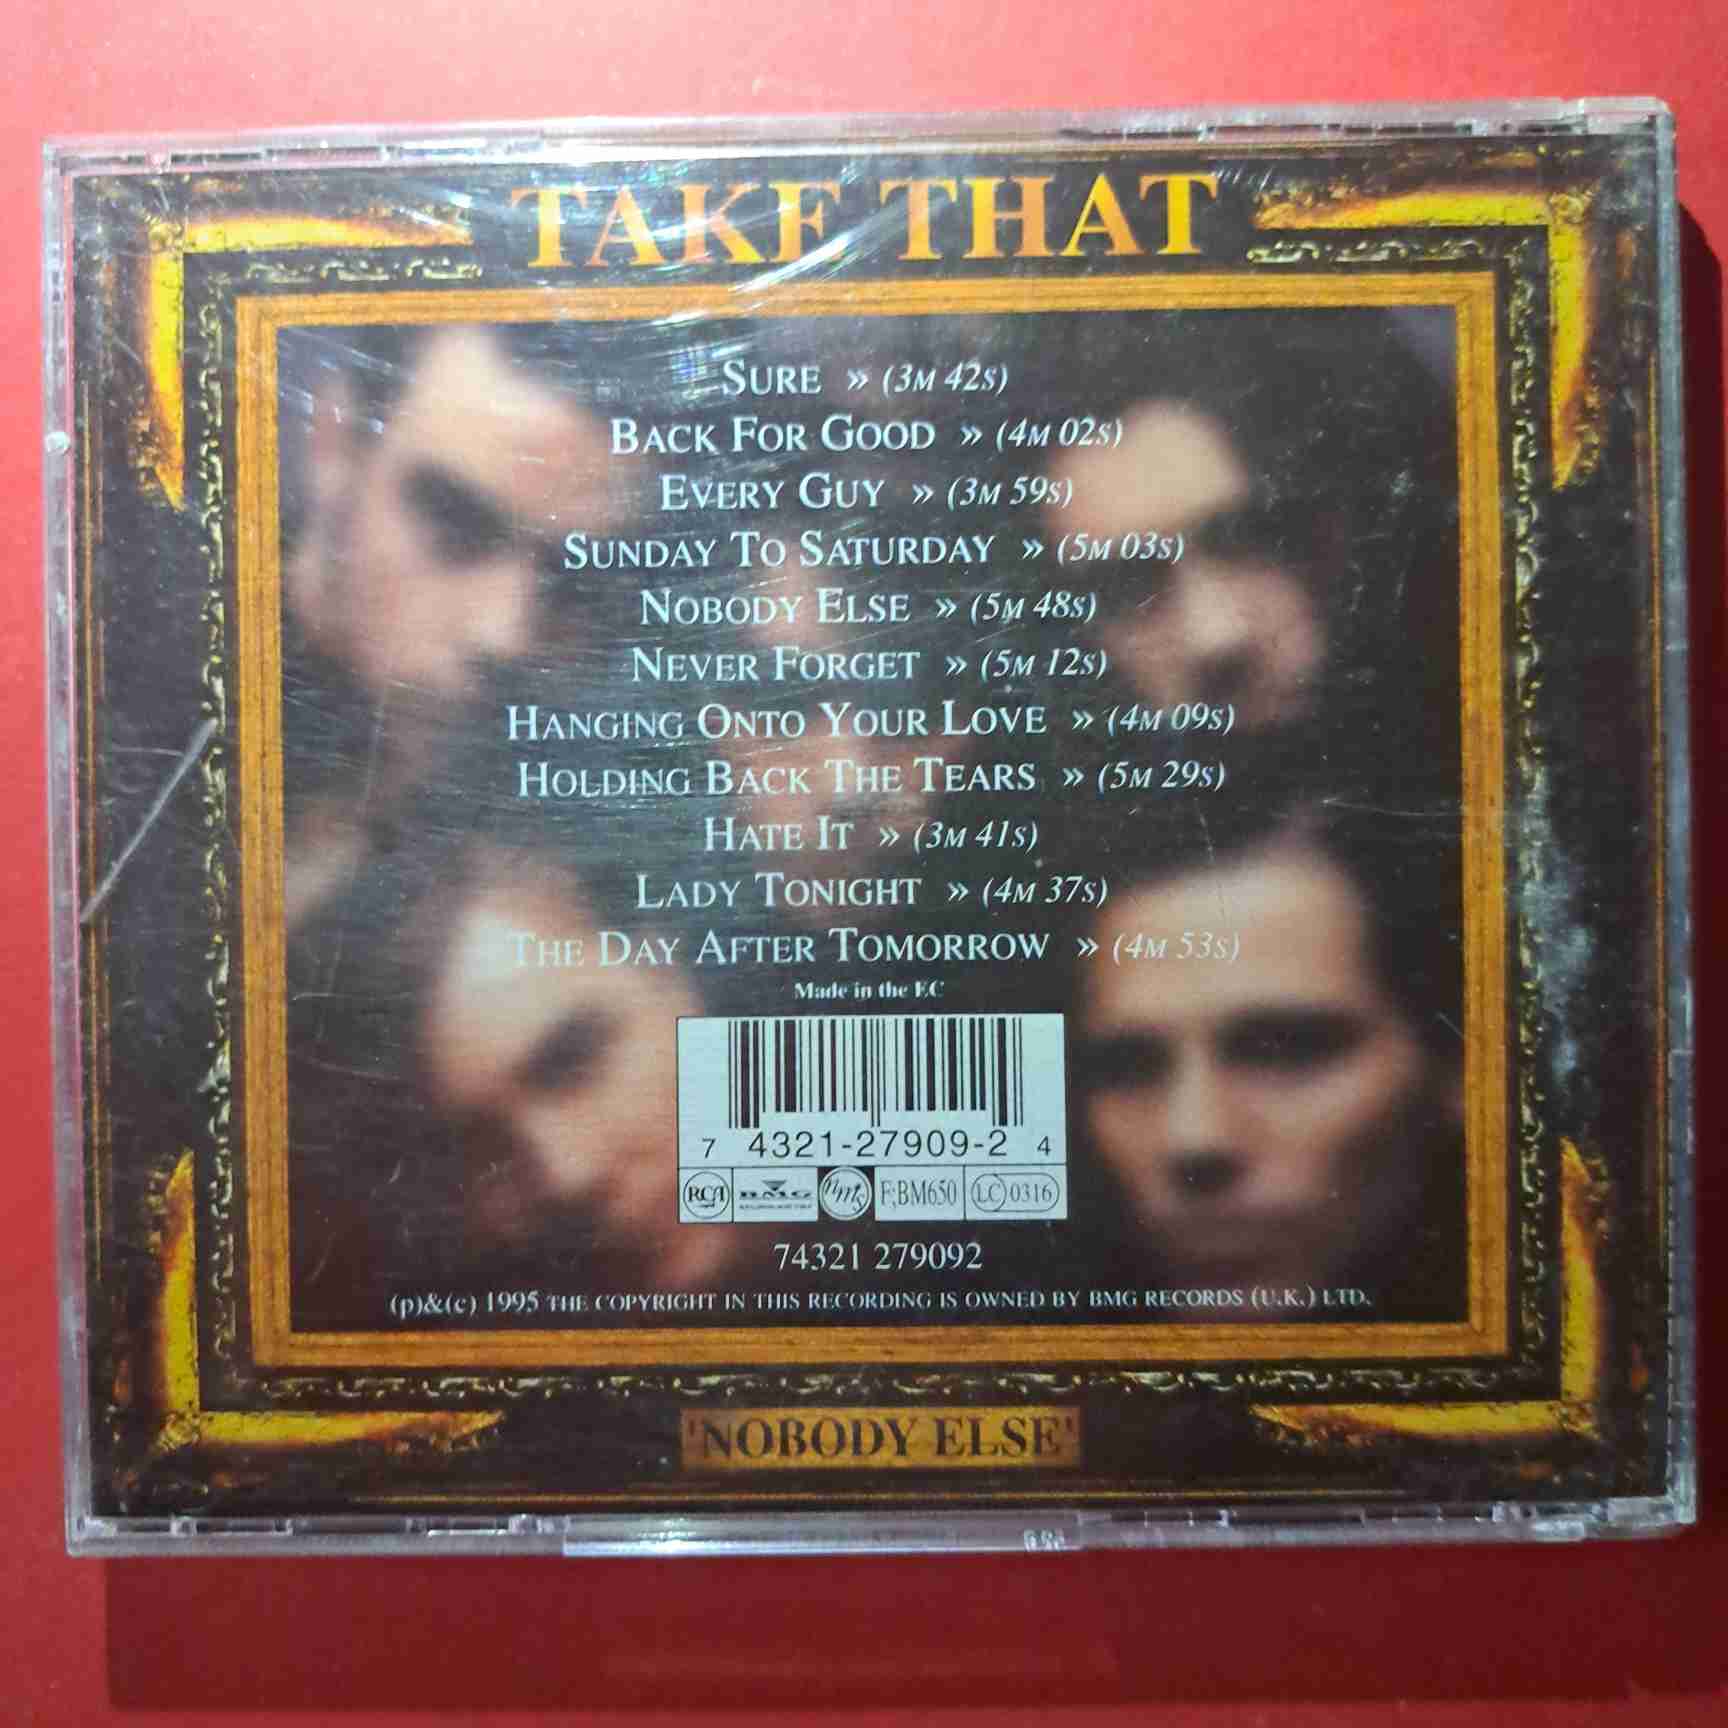 TAKE THAT
SURE » (3M 42S)
BACK FOR GOOD » (4M 02S)
EVERY GUY » (3M 59S)
SUNDAY TO SATURDAY » (5M 03S)
NOBODY ELSE » (5M 48S)
NEVER FORGET » (5M 12S)
HANGING ONTO YOUR LOVE » (4M 09S)
HOLDING BACK THE TEARS » (5M 29S)
HATE IT » (3M 41S)
LADY TONIGHT » (4M 37S)
THE DAY AFTER TOMORROW » (4M 53S)
Made in the EC
7 4321-27909-2 4
RCA BMG F:BM650 LC 0316
74321 279092
(p)&(c) 1995 THE COPYRIGHT IN THIS RECORDING IS OWNED BY BMG RECORDS (U.K.) LTD.
'NOBODY ELSE'